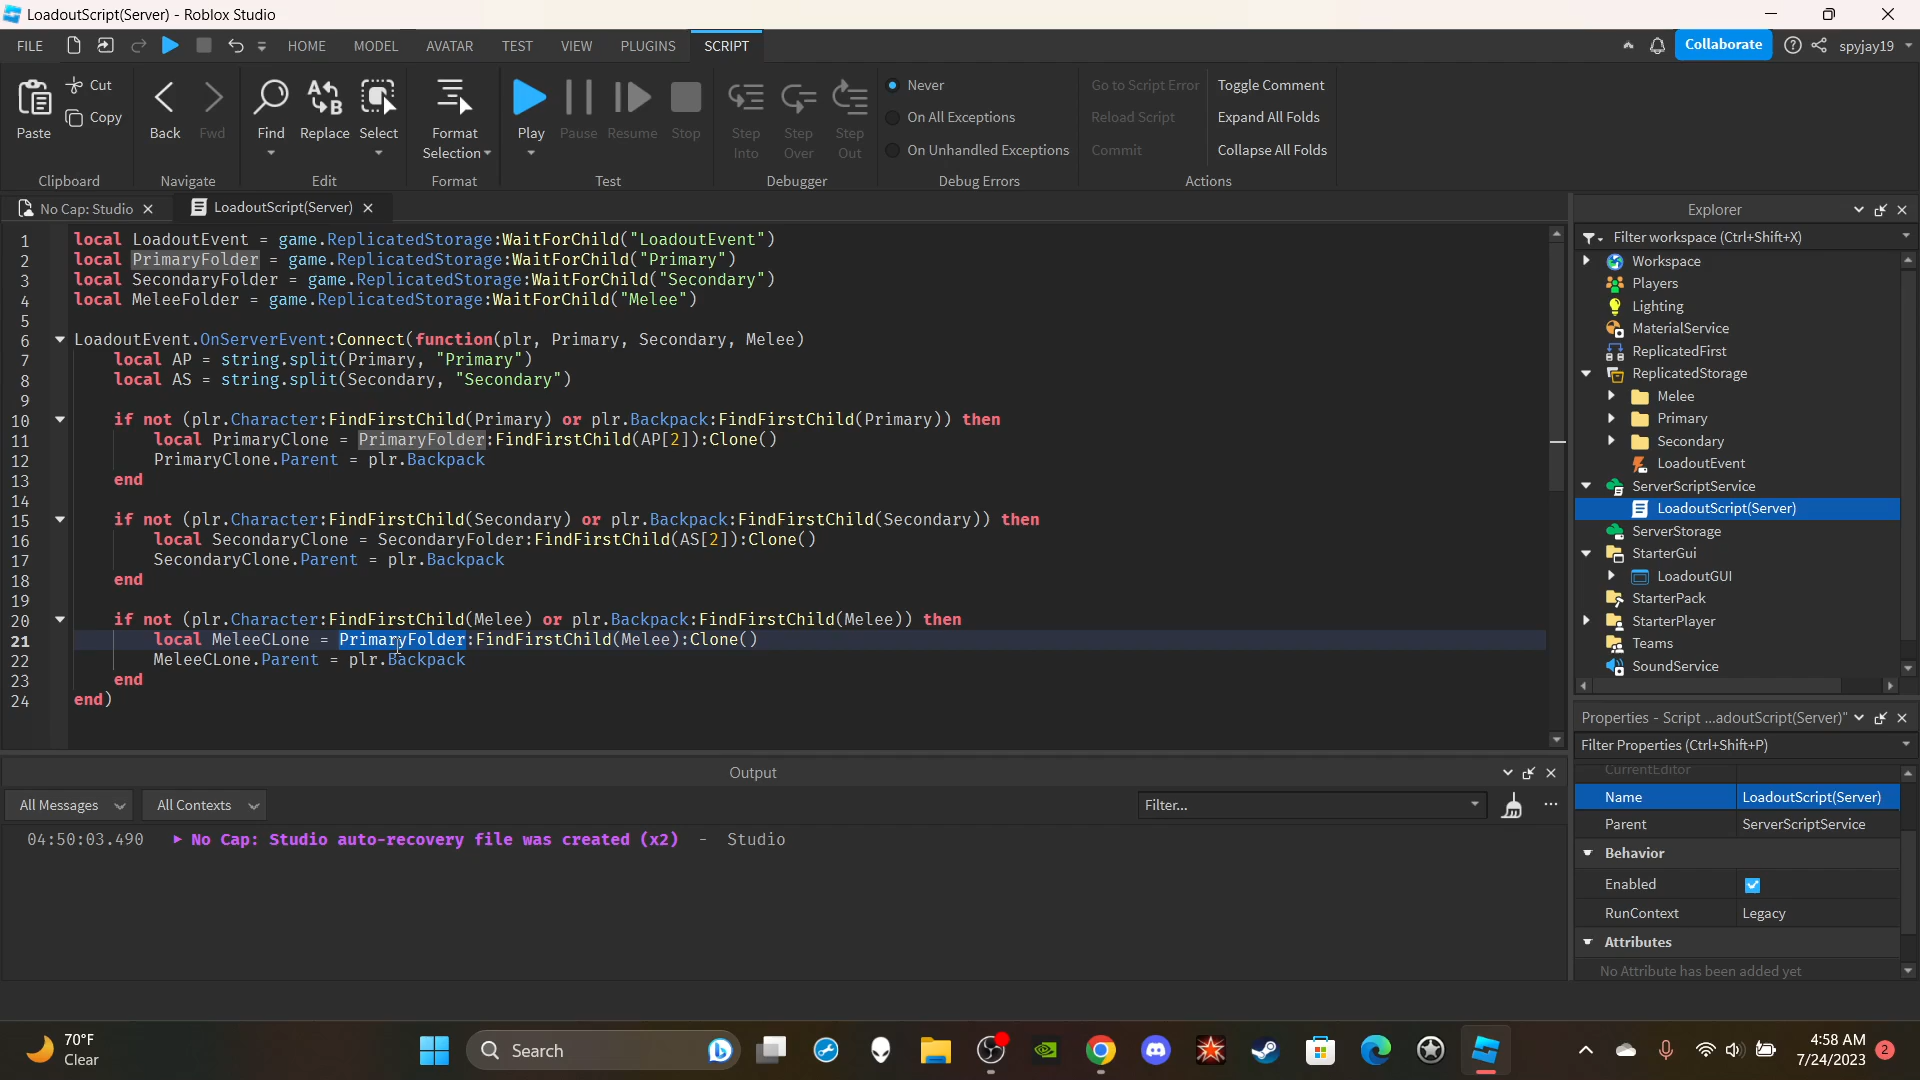 LoadoutScript(Server) - Roblox Studio
FILE HOME MODEL AVATAR TEST VIEW PLUGINS SCRIPT Collaborate spyjay19
Paste Cut Copy Back Fwd Find Replace Select Format Selection Play Pause Resume Stop Step Into Step Over Step Out
Never
On All Exceptions
On Unhandled Exceptions
Go to Script Error
Reload Script
Commit
Toggle Comment
Expand All Folds
Collapse All Folds
Clipboard Navigate Edit Format Test Debugger Debug Errors Actions
No Cap: Studio LoadoutScript(Server)
1 local LoadoutEvent = game.ReplicatedStorage:WaitForChild("LoadoutEvent")
2 local PrimaryFolder = game.ReplicatedStorage:WaitForChild("Primary")
3 local SecondaryFolder = game.ReplicatedStorage:WaitForChild("Secondary")
4 local MeleeFolder = game.ReplicatedStorage:WaitForChild("Melee")
5
6 LoadoutEvent.OnServerEvent:Connect(function(plr, Primary, Secondary, Melee)
7 local AP = string.split(Primary, "Primary")
8 local AS = string.split(Secondary, "Secondary")
9
10 if not (plr.Character:FindFirstChild(Primary) or plr.Backpack:FindFirstChild(Primary)) then
11 local PrimaryClone = PrimaryFolder:FindFirstChild(AP[2]):Clone()
12 PrimaryClone.Parent = plr.Backpack
13 end
14
15 if not (plr.Character:FindFirstChild(Secondary) or plr.Backpack:FindFirstChild(Secondary)) then
16 local SecondaryClone = SecondaryFolder:FindFirstChild(AS[2]):Clone()
17 SecondaryClone.Parent = plr.Backpack
18 end
19
20 if not (plr.Character:FindFirstChild(Melee) or plr.Backpack:FindFirstChild(Melee)) then
21 local MeleeCLone = PrimaryFolder:FindFirstChild(Melee):Clone()
22 MeleeCLone.Parent = plr.Backpack
23 end
24 end)
Explorer
Filter workspace (Ctrl+Shift+X)
Workspace
Players
Lighting
MaterialService
ReplicatedFirst
ReplicatedStorage
Melee
Primary
Secondary
LoadoutEvent
ServerScriptService
LoadoutScript(Server)
ServerStorage
StarterGui
LoadoutGUI
StarterPack
StarterPlayer
Teams
SoundService
Properties - Script ...adoutScript(Server)"
Filter Properties (Ctrl+Shift+P)
CurrentEditor
Name LoadoutScript(Server)
Parent ServerScriptService
Behavior
Enabled
RunContext Legacy
Attributes
No Attribute has been added yet
Output
All Messages All Contexts Filter...
04:50:03.490 No Cap: Studio auto-recovery file was created (x2) - Studio
70°F
Clear
Search
4:58 AM
7/24/2023
2